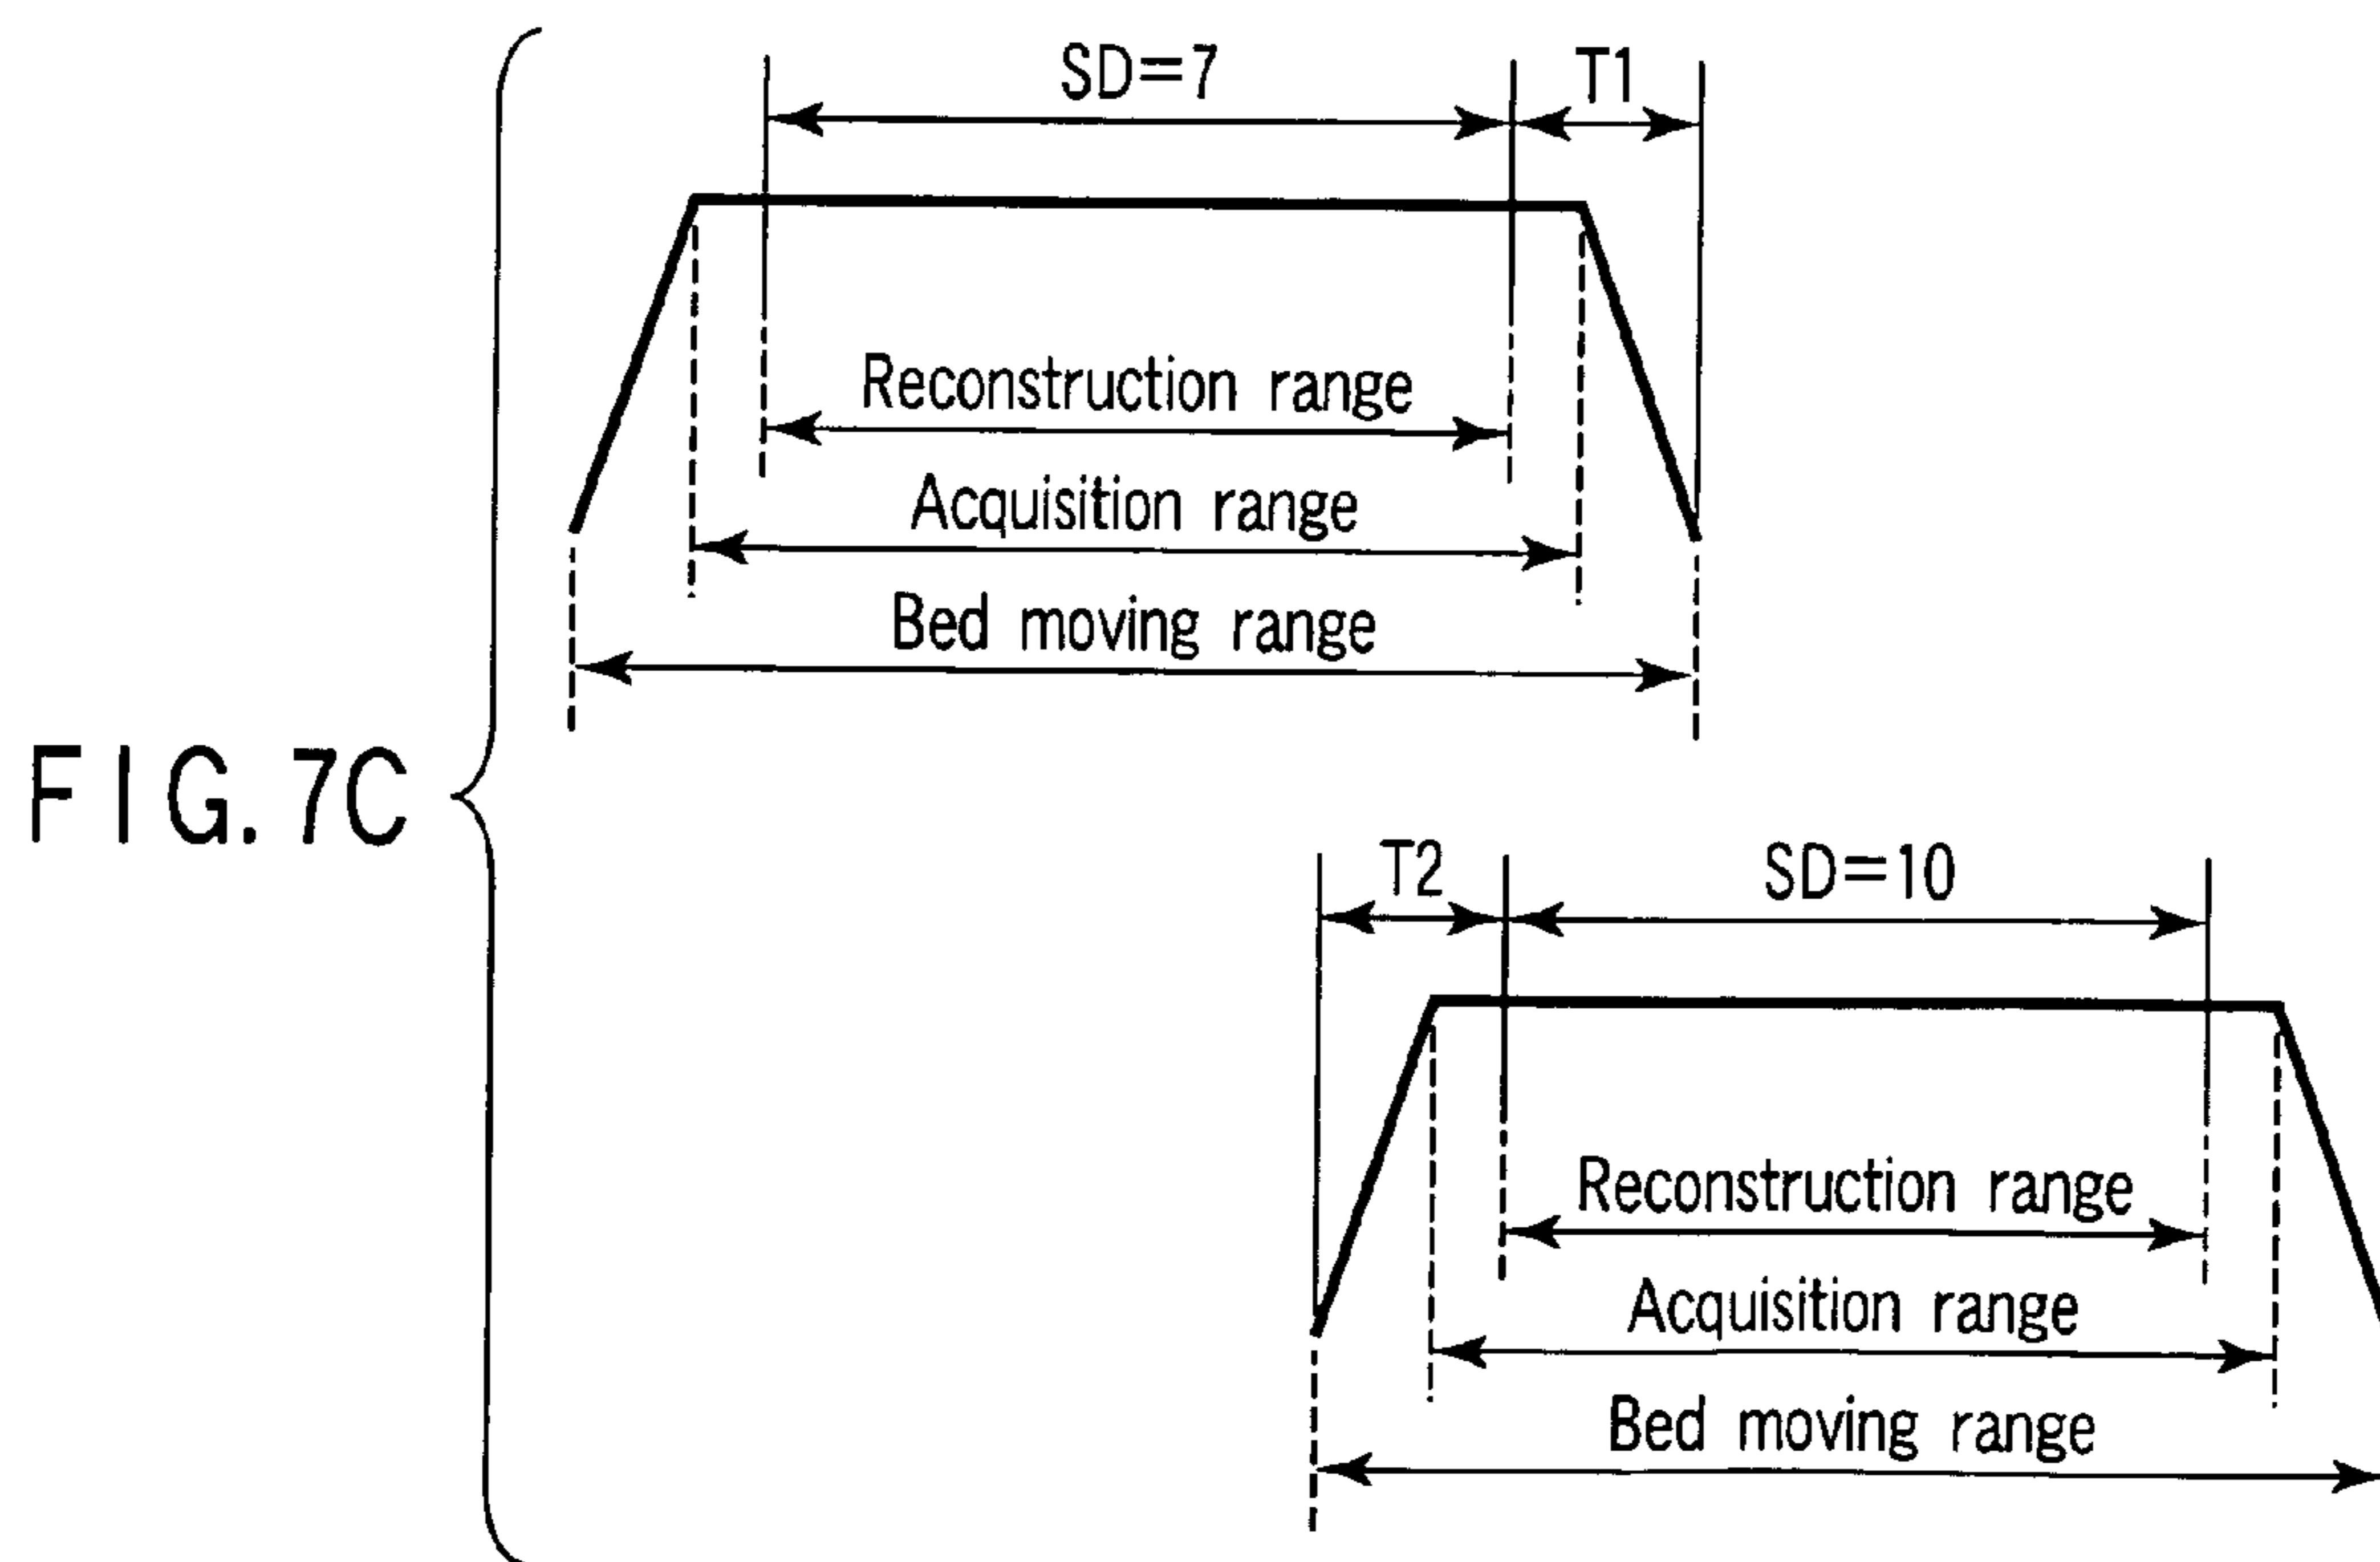 SD=7
T1
Reconstruction range
Acquisition range
Bed moving range
FIG. 7C
T2
SD=10
Reconstruction range
Acquisition range
Bed moving range